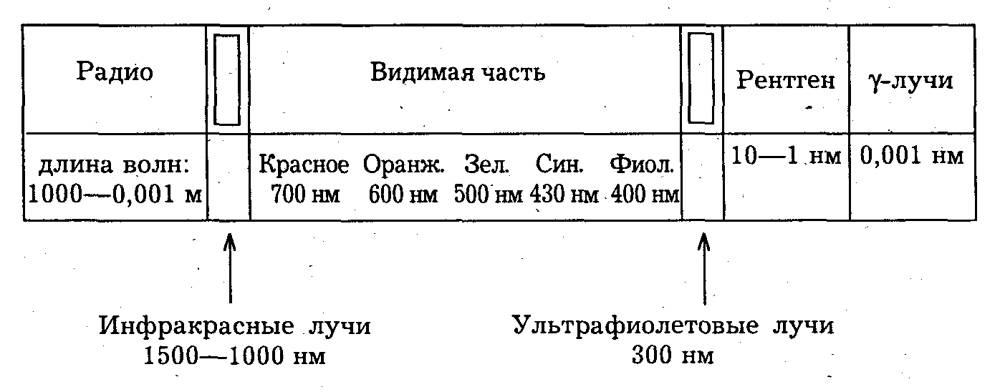 Радио
Видимая часть
Рентген
γ-лучи
длина волн:
1000—0,001 м
Красное Оранж. Зел. Син. Фиол.
700 нм 600 нм 500 нм 430 нм 400 нм
10—1 нм
0,001 нм
Инфракрасные лучи
1500—1000 нм
Ультрафиолетовые лучи
300 нм